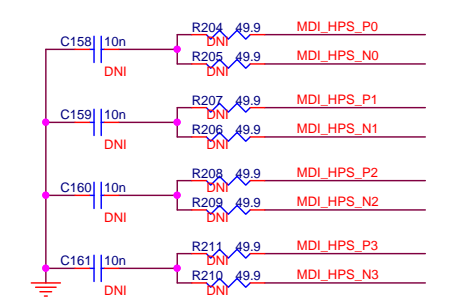 R204 49.9 MDI_HPS_P0
C158 10n DNI
R205 49.9 MDI_HPS_N0
DNI DNI
R207 49.9 MDI_HPS_P1
C159 10n DNI
R206 49.9 MDI_HPS_N1
DNI DNI
R208 49.9 MDI_HPS_P2
C160 10n DNI
R209 49.9 MDI_HPS_N2
DNI DNI
R211 49.9 MDI_HPS_P3
C161 10n DNI
R210 49.9 MDI_HPS_N3
DNI DNI